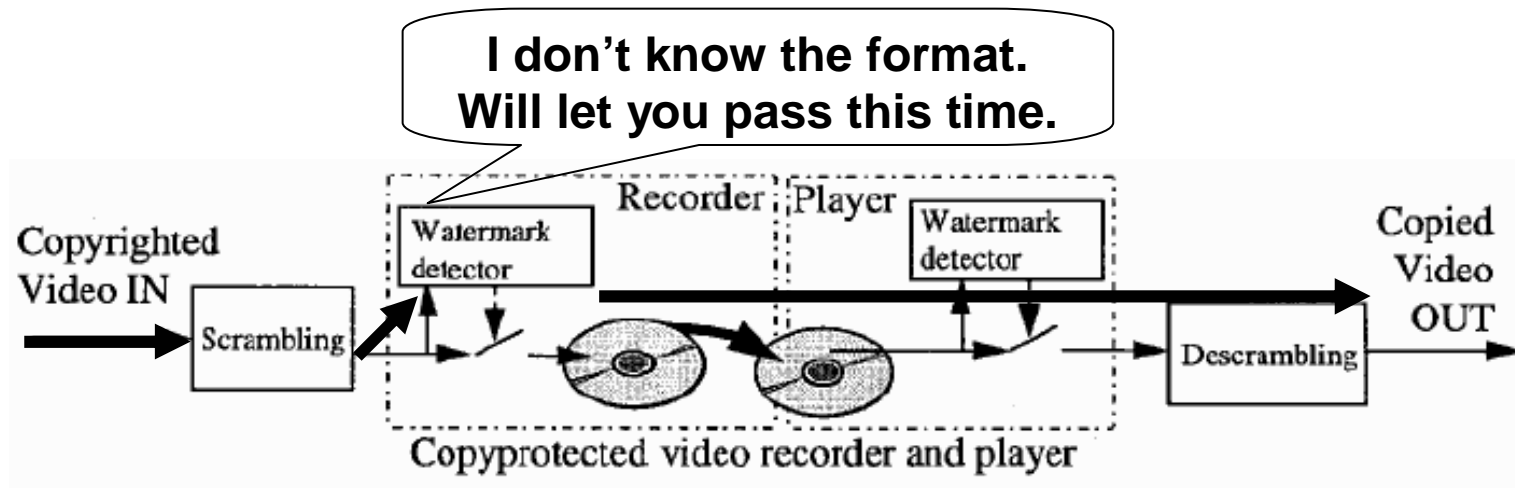 I don’t know the format.
Will let you pass this time.
Recorder
Player
Copyrighted
Video IN
Scrambling
Watermark
detector
Watermark
detector
Copied
Video
OUT
Descrambling
Copyprotected video recorder and player